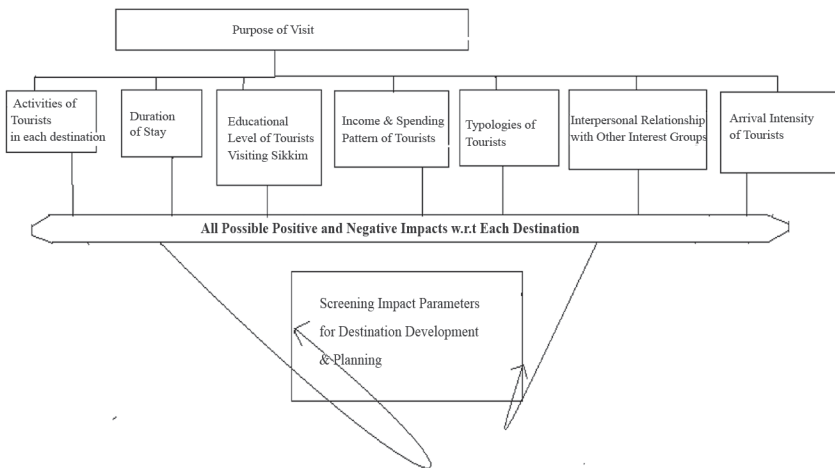 Purpose of Visit
Activities of
Tourists
in each destination
Duration
of Stay
Educational
Level of Tourists
Visiting Sikkim
Income & Spending
Pattern of Tourists
Typologies of
Tourists
Interpersonal Relationship
with Other Interest Groups
Arrival Intensity
of Tourists
All Possible Positive and Negative Impacts w.r.t Each Destination
Screening Impact Parameters
for Destination Development
& Planning